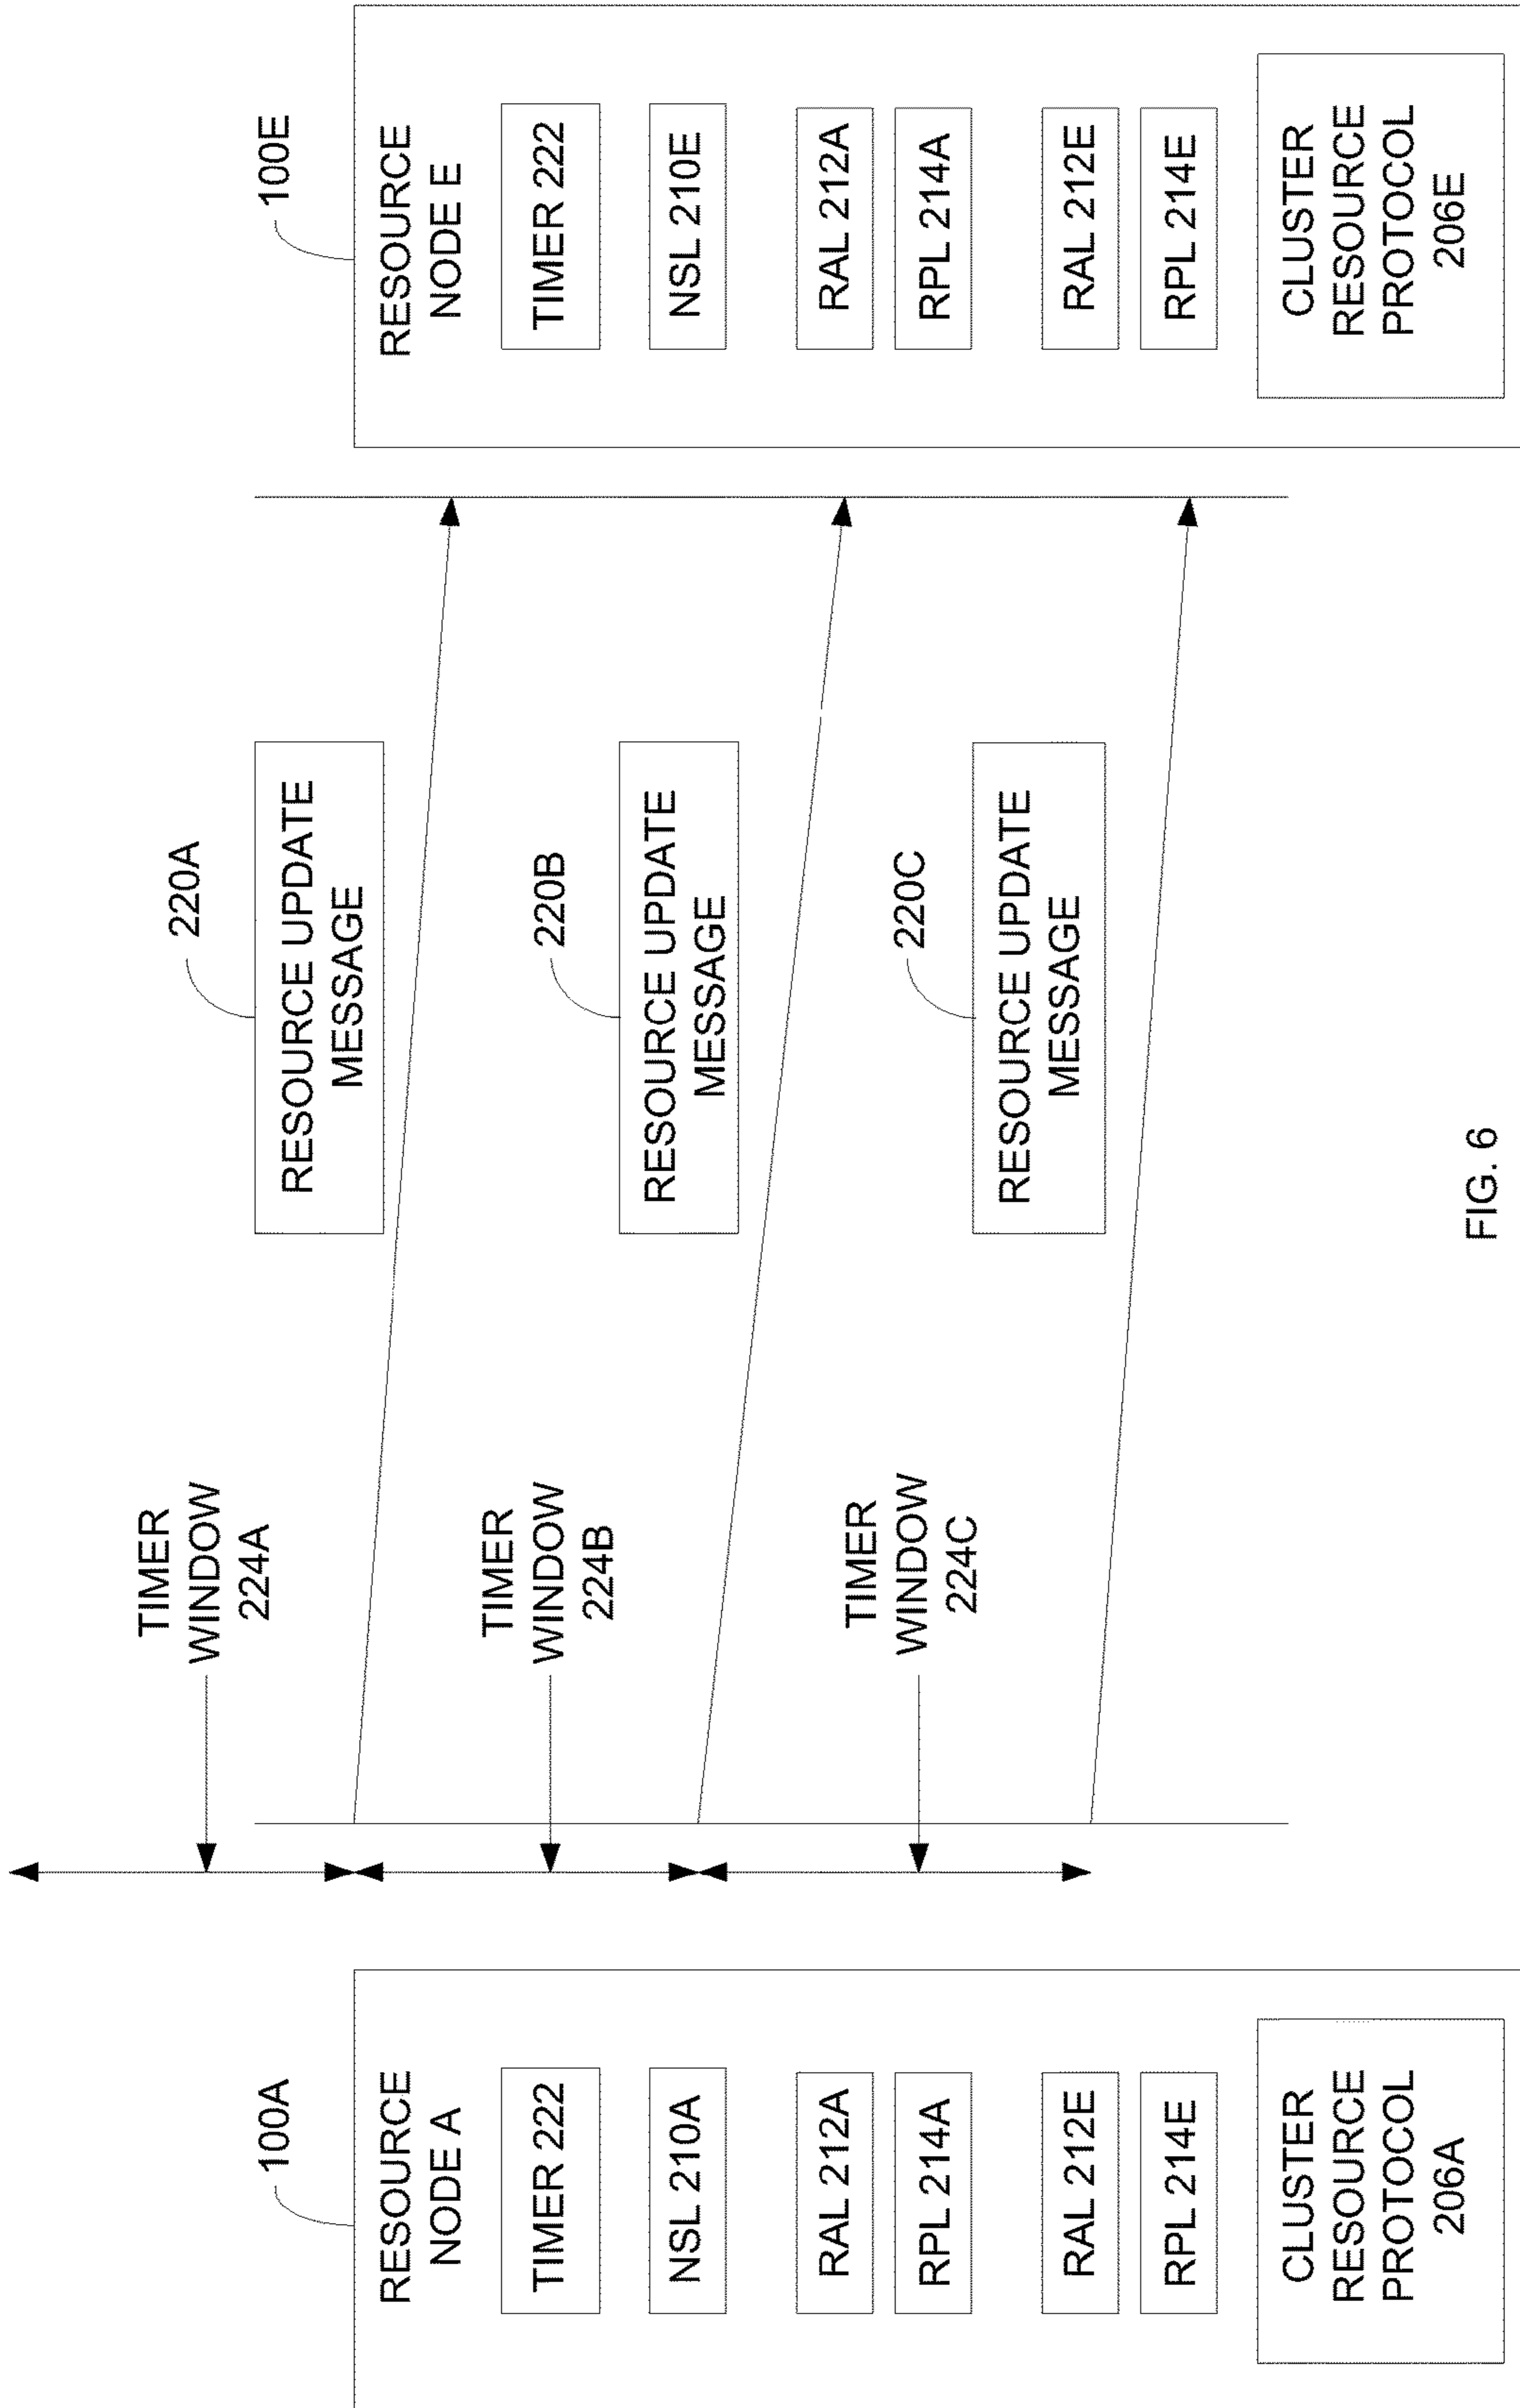 100A
RESOURCE
NODE A
TIMER 222
NSL 210A
RAL 212A
RPL 214A
RAL 212E
RPL 214E
CLUSTER
RESOURCE
PROTOCOL
206A
TIMER
WINDOW
224A
TIMER
WINDOW
224B
TIMER
WINDOW
224C
220A
RESOURCE UPDATE
MESSAGE
220B
RESOURCE UPDATE
MESSAGE
220C
RESOURCE UPDATE
MESSAGE
100E
RESOURCE
NODE E
TIMER 222
NSL 210E
RAL 212A
RPL 214A
RAL 212E
RPL 214E
CLUSTER
RESOURCE
PROTOCOL
206E
FIG. 6